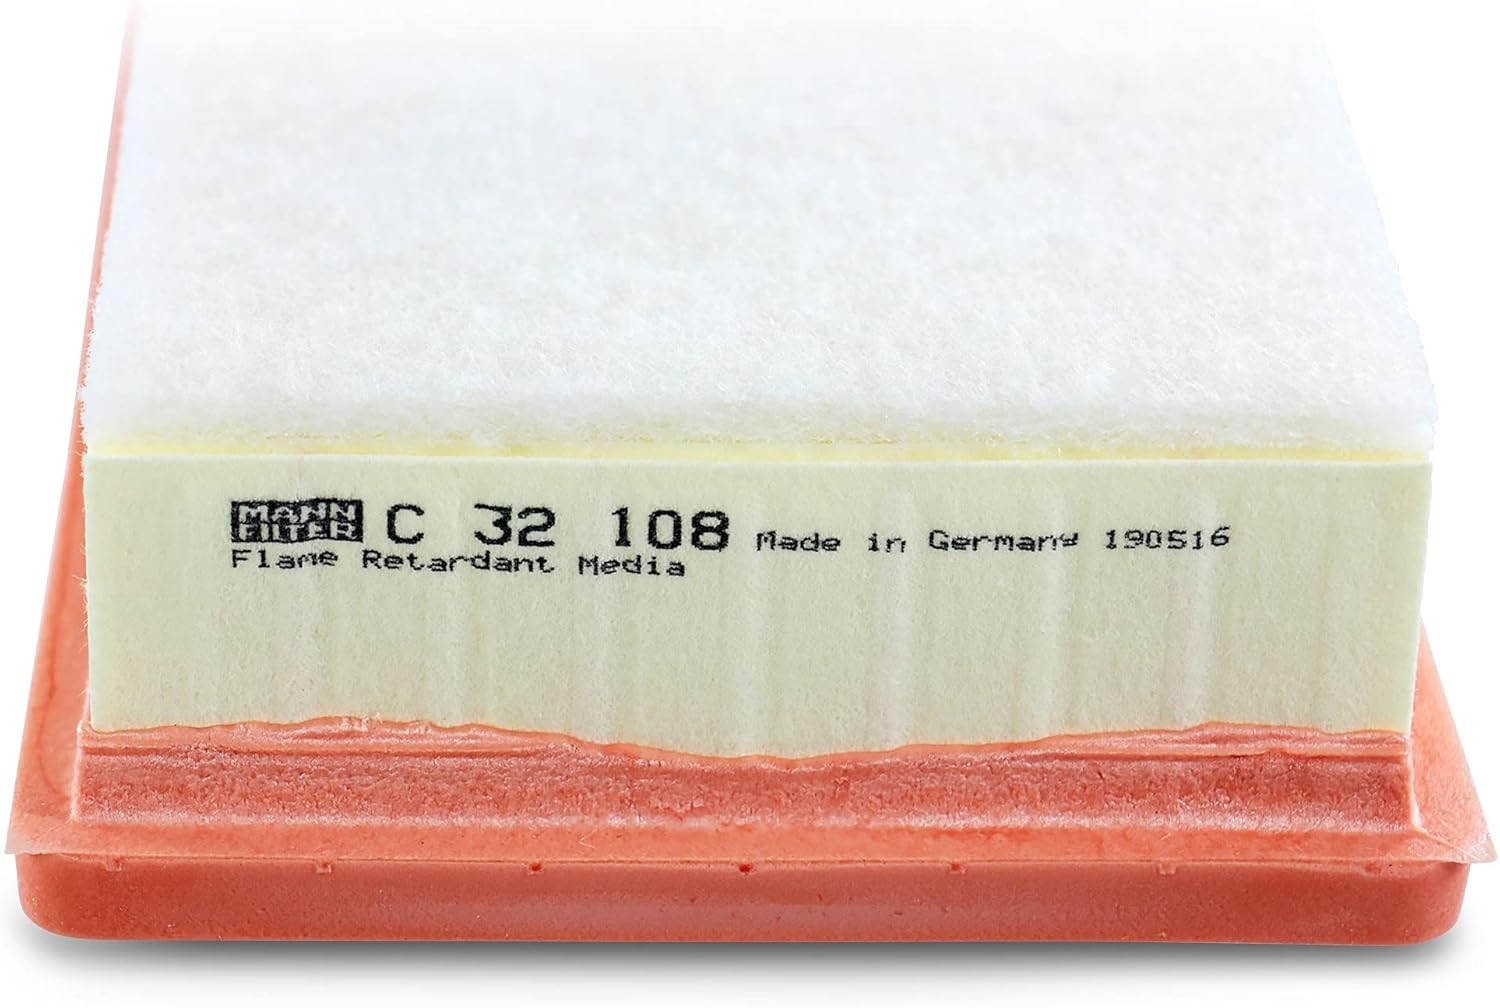 MANN
FILTER C 32 108 Made in Germany 190516
Flame Retardant Media